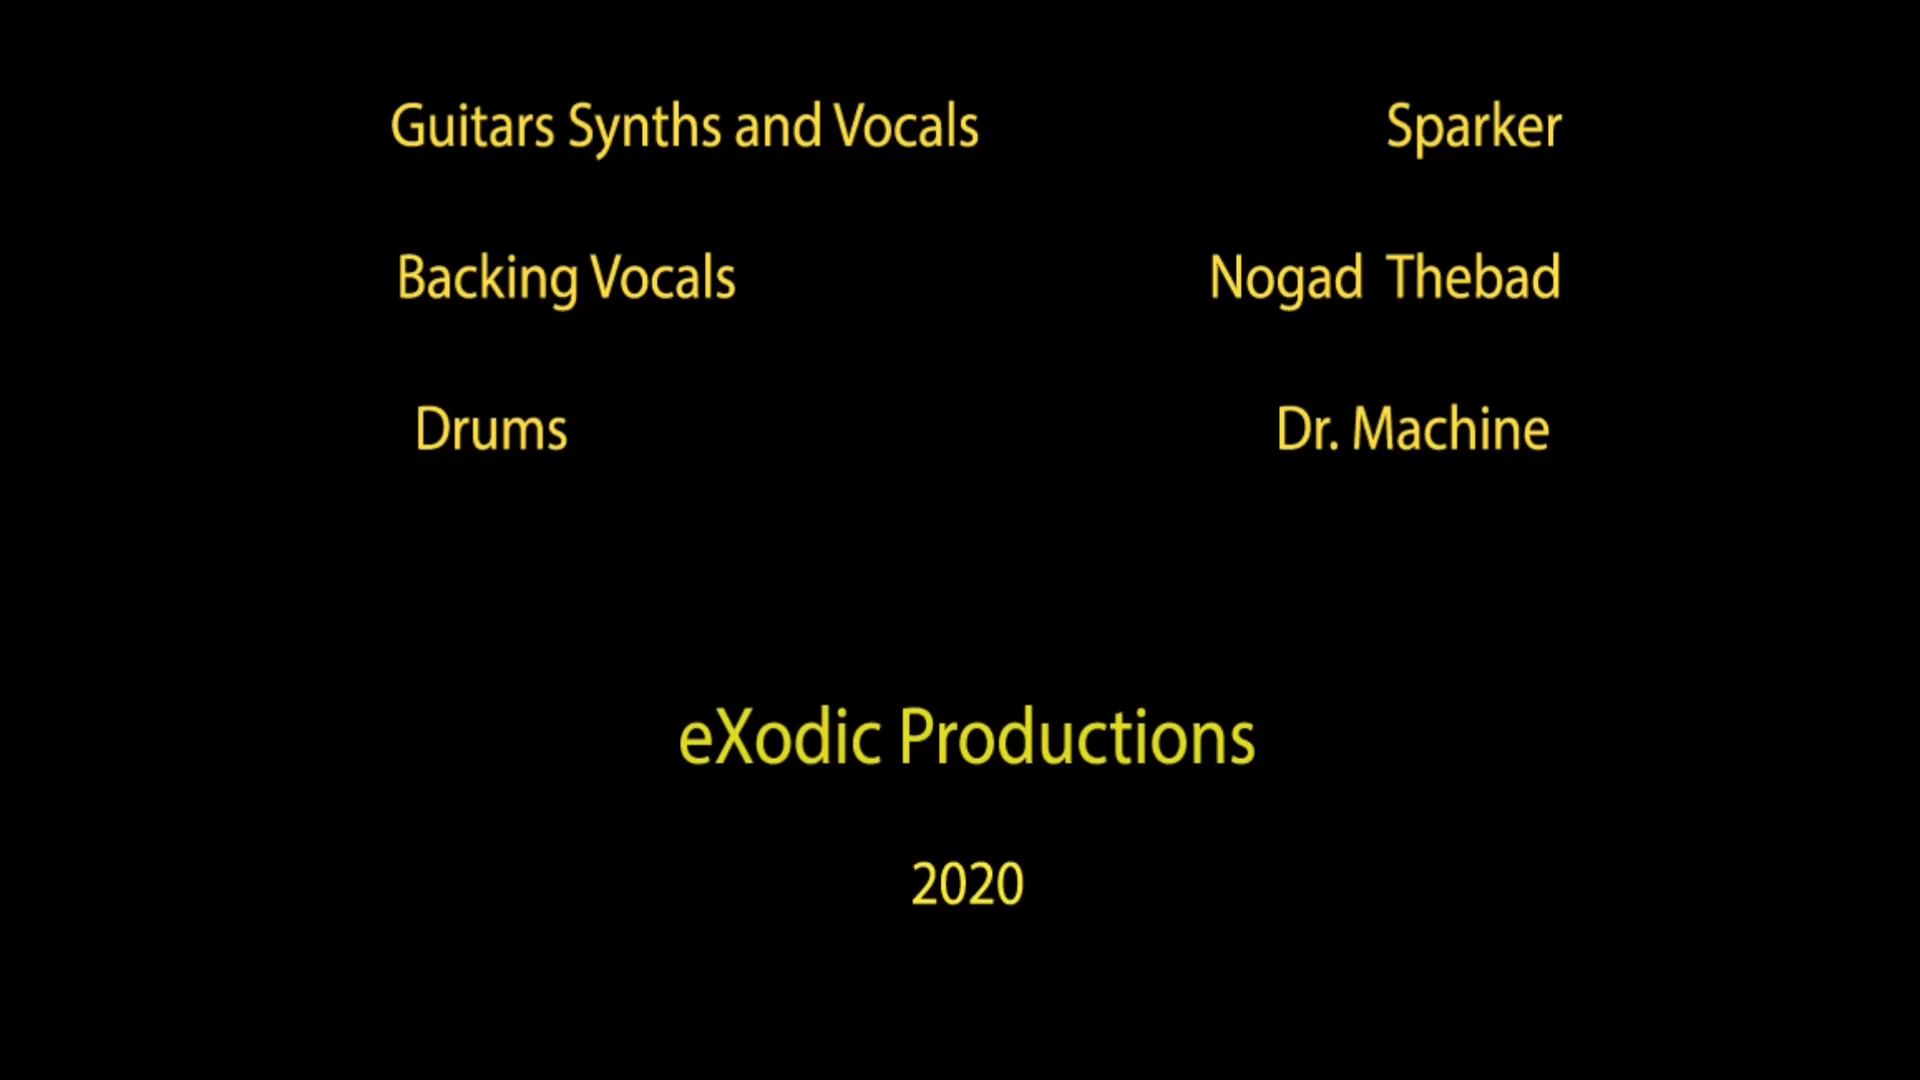 Guitars Synths and Vocals Sparker
Backing Vocals Nogad Thebad
Drums Dr. Machine
eXodic Productions
2020